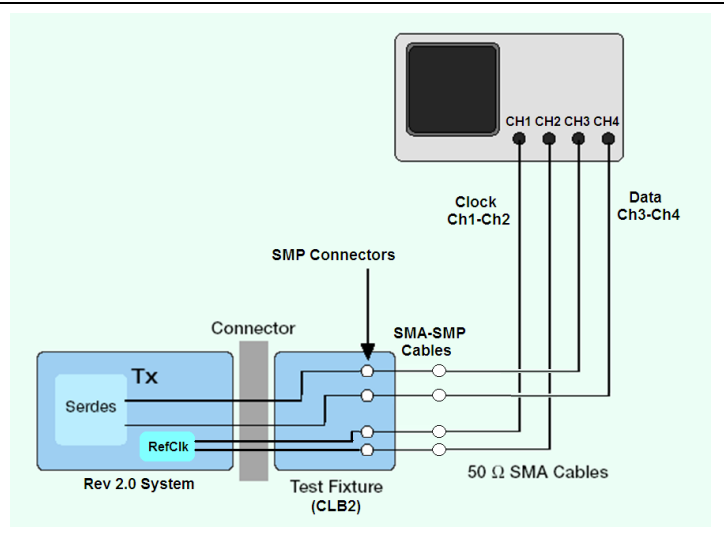 CH1 CH2 CH3 CH4
Clock
Ch1-Ch2
Data
Ch3-Ch4
SMP Connectors
Connector
SMA-SMP
Cables
Tx
Serdes
RefClk
Rev 2.0 System
Test Fixture
(CLB2)
50 Ω SMA Cables